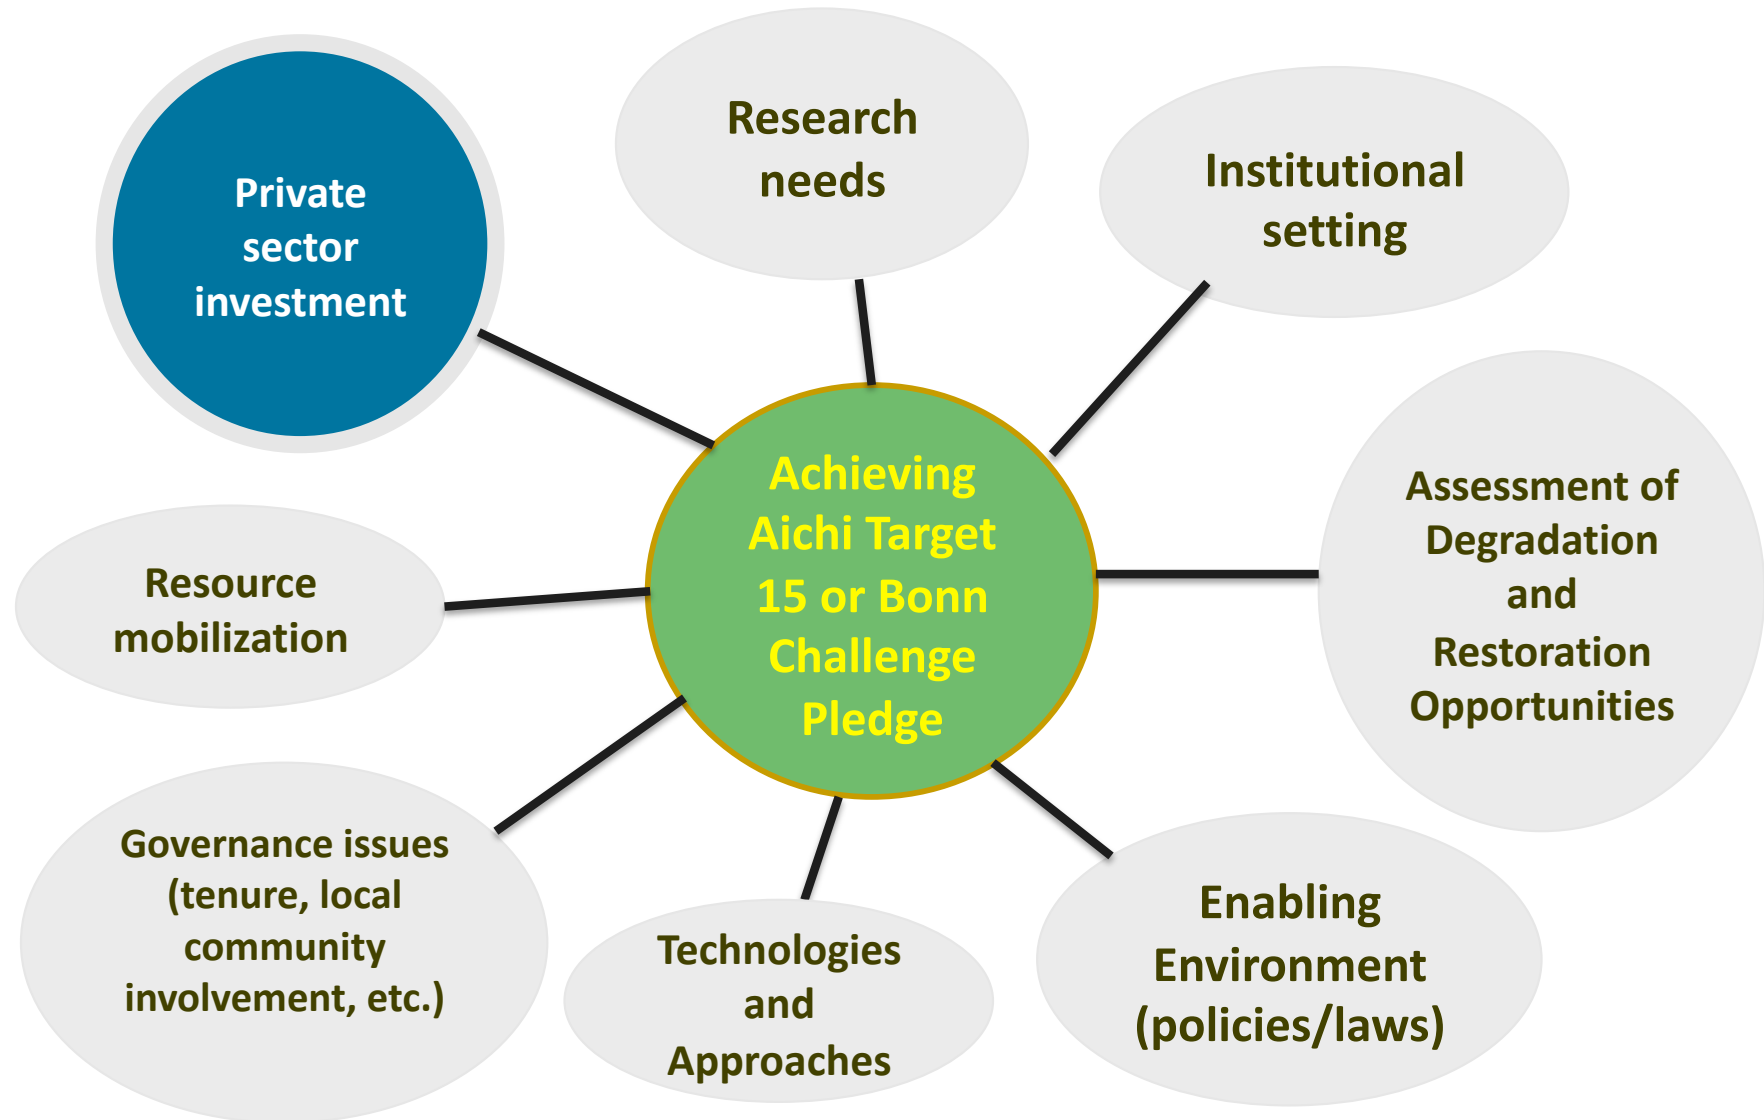 Private
sector
investment
Research
needs
Institutional
setting
Achieving
Aichi Target
15 or Bonn
Challenge
Pledge
Assessment of
Degradation
and
Restoration
Opportunities
Resource
mobilization
Governance issues
(tenure, local
community
involvement, etc.)
Technologies
and
Approaches
Enabling
Environment
(policies/laws)